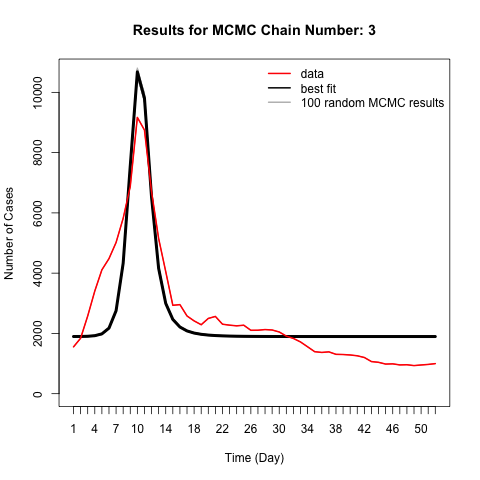 Results for MCMC Chain Number: 3
data
best fit
100 random MCMC results
Number of Cases
10000
8000
6000
4000
2000
0
1 4 7 10 14 18 22 26 30 34 38 42 46 50
Time (Day)